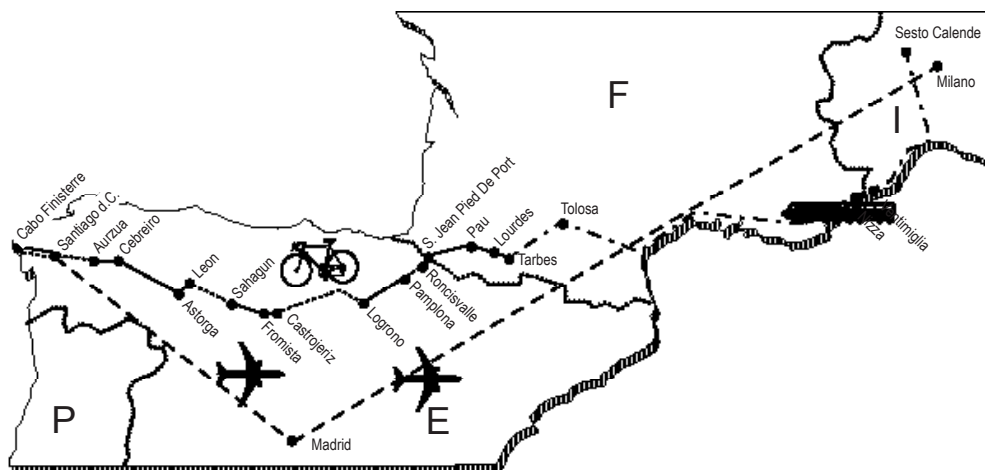 Sesto Calende
Milano
F
I
Cabo Finisterre
Santiago d.C.
Aurzua
Cebreiro
Leon
Astorga
Sahagun
Fromista
Castrojeriz
Logrono
Pamplona
Roncisvalle
S. Jean Pied De Port
Pau
Lourdes
Tarbes
Tolosa
P
E
Madrid